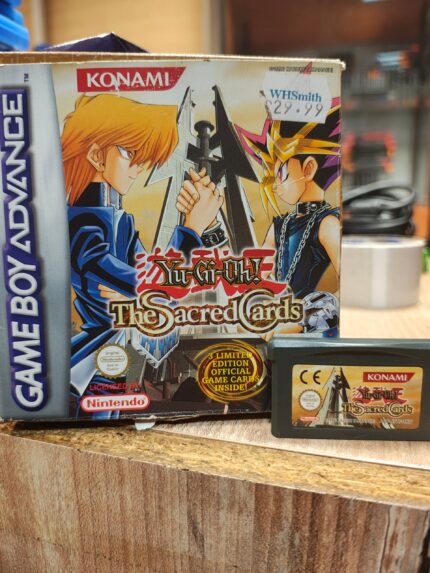 KONAMI
WHSmith
£29.99
GAME BOY ADVANCE™
Yu-Gi-Oh!
The Sacred Cards
3 LIMITED
EDITION
OFFICIAL
GAME CARDS
INSIDE!
LICENSED BY
Nintendo
CE
KONAMI
Yu-Gi-Oh!
The Sacred Cards